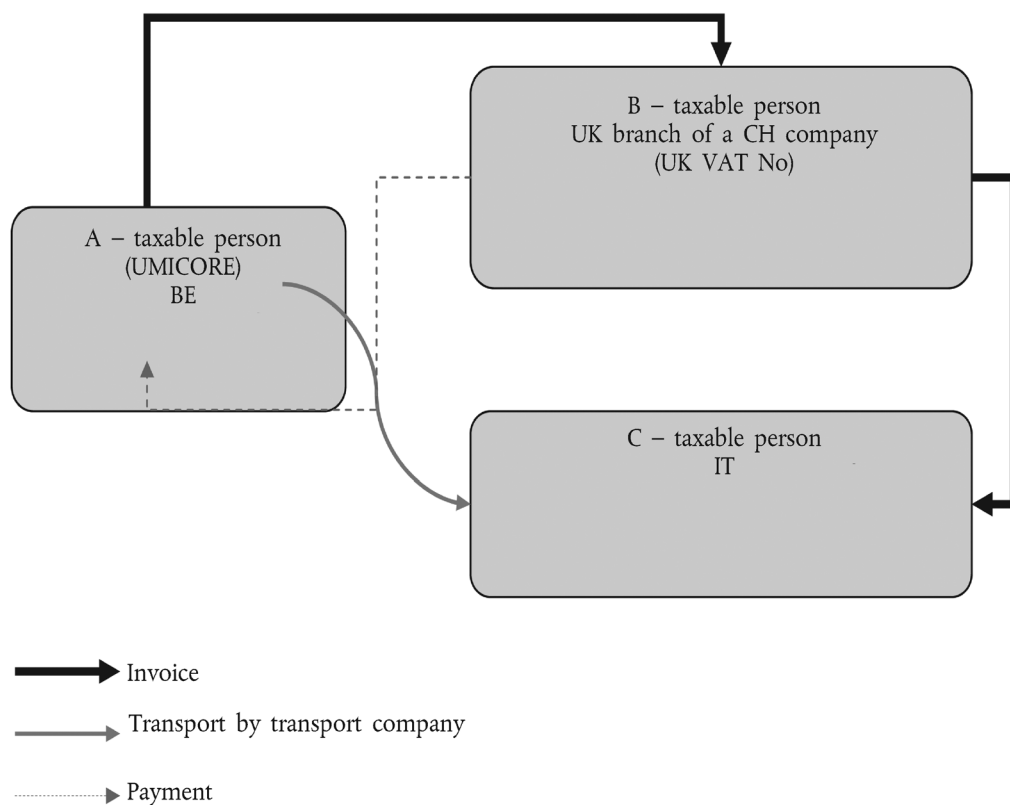 B – taxable person
UK branch of a CH company
(UK VAT No)
A – taxable person
(UMICORE)
BE
C – taxable person
IT
Invoice
Transport by transport company
Payment